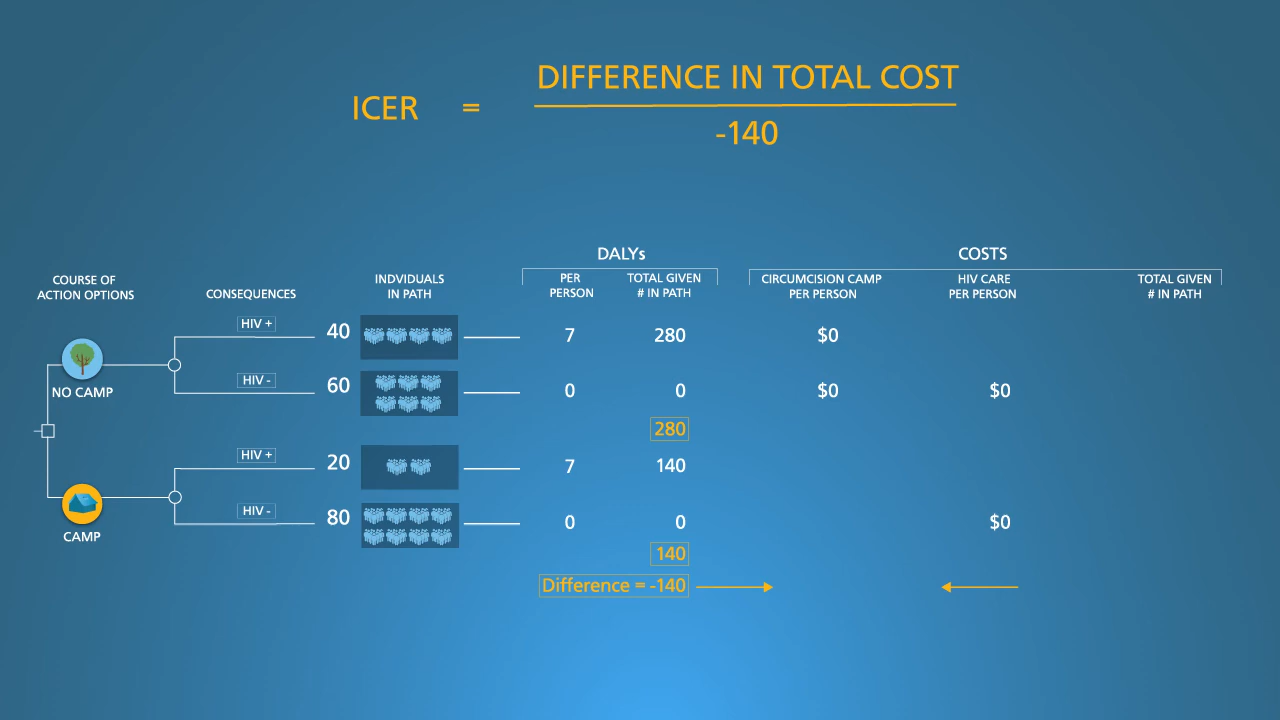 DIFFERENCE IN TOTAL COST
ICER =
-140
DALYs COSTS
COURSE OF
ACTION OPTIONS
CONSEQUENCES
INDVIDUALS
IN PATH
PER
PERSON
TOTAL GIVEN
# IN PATH
CIRCUMCISION CAMP
PER PERSON
HIV CARE
PER PERSON
TOTAL GIVEN
# IN PATH
HIV + 40 7 280 $0
NO CAMP
HIV - 60 0 0 $0 $0
280
HIV + 20 7 140
CAMP
HIV - 80 0 0 $0
140
Difference = -140